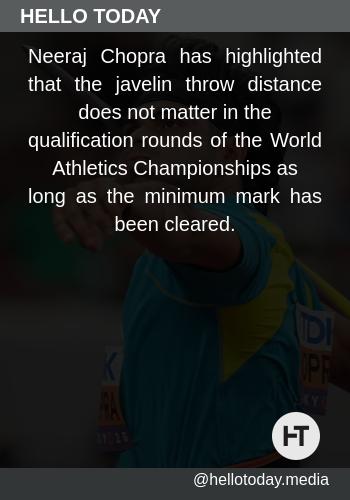 HELLO TODAY
Neeraj Chopra has highlighted
that the javelin throw distance
does not matter in the
qualification rounds of the World
Athletics Championships as
long as the minimum mark has
been cleared.
HT
@hellotoday.media